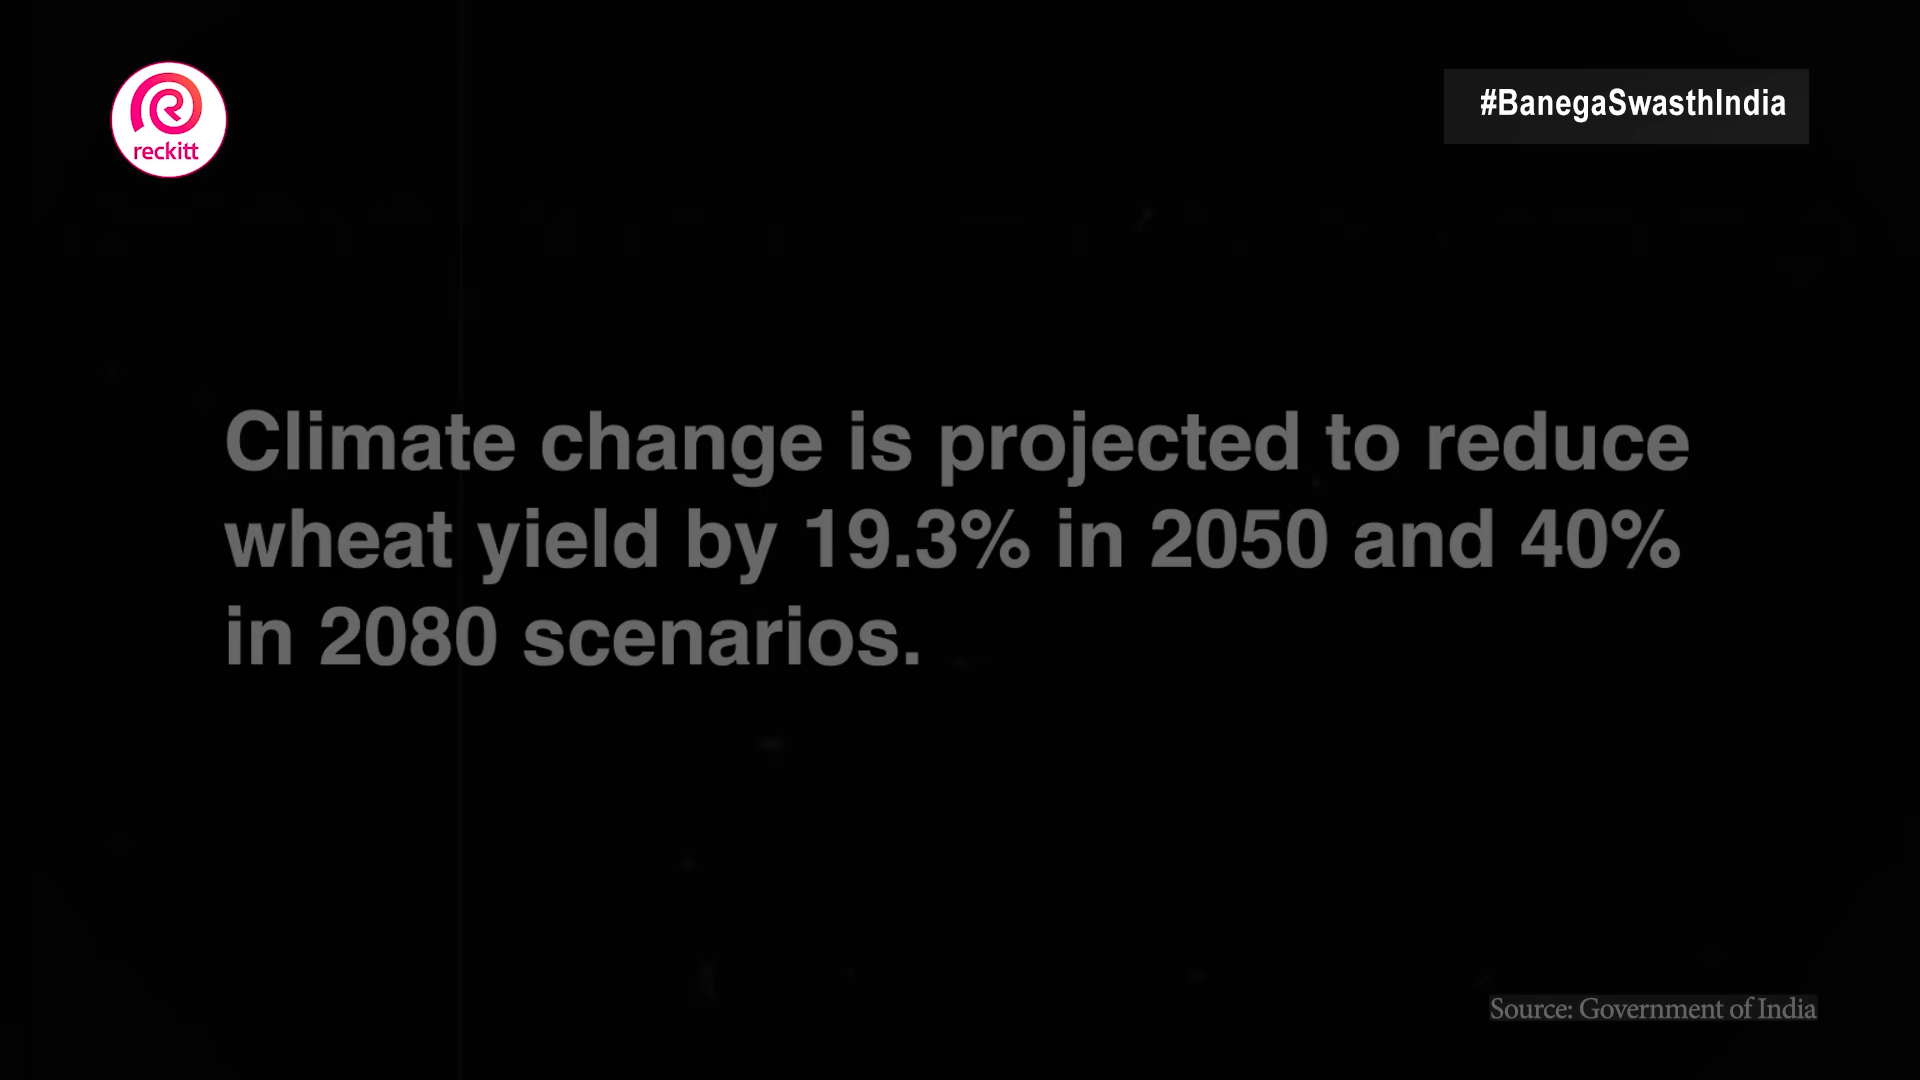 reckitt
#BanegaSwasthIndia
Climate change is projected to reduce
wheat yield by 19.3% in 2050 and 40%
in 2080 scenarios.
Source: Government of India